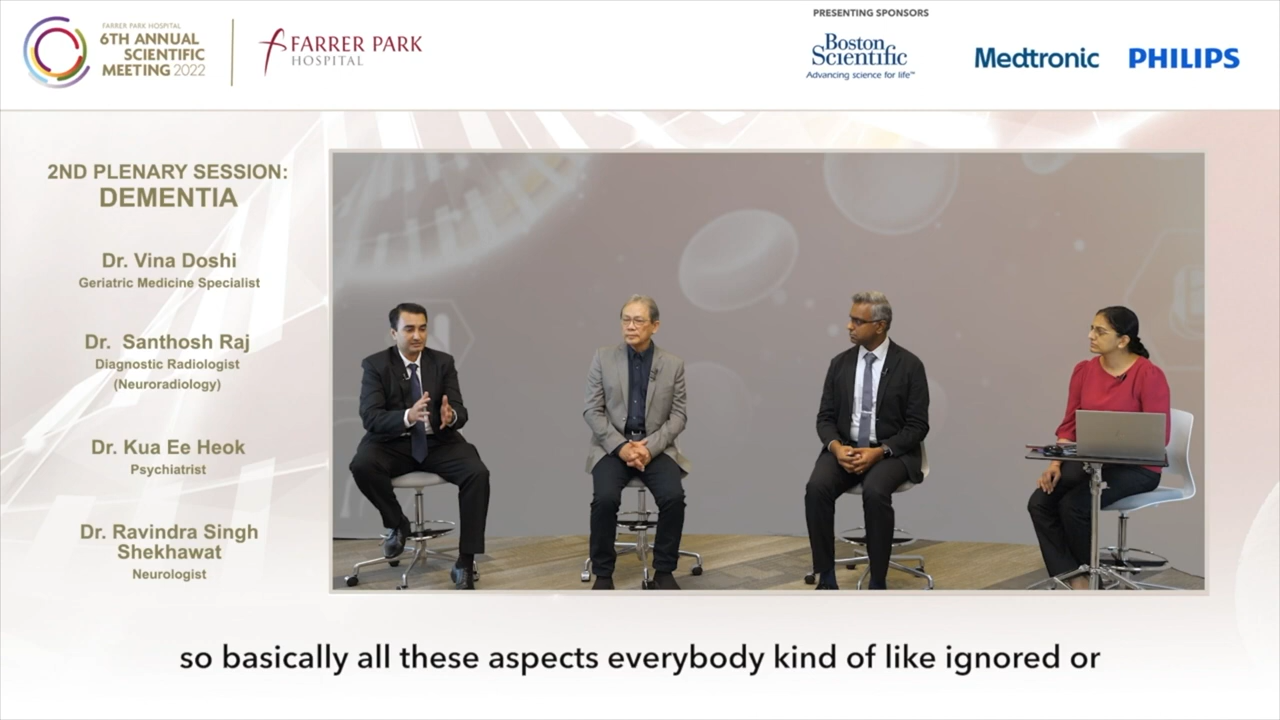 FARRER PARK HOSPITAL
6TH ANNUAL
SCIENTIFIC
MEETING 2022
FARRER PARK
HOSPITAL
PRESENTING SPONSORS
Boston
Scientific
Advancing science for life™
Medtronic
PHILIPS
2ND PLENARY SESSION:
DEMENTIA
Dr. Vina Doshi
Geriatric Medicine Specialist
Dr. Santhosh Raj
Diagnostic Radiologist
(Neuroradiology)
Dr. Kua Ee Heok
Psychiatrist
Dr. Ravindra Singh
Shekhawat
Neurologist
so basically all these aspects everybody kind of like ignored or